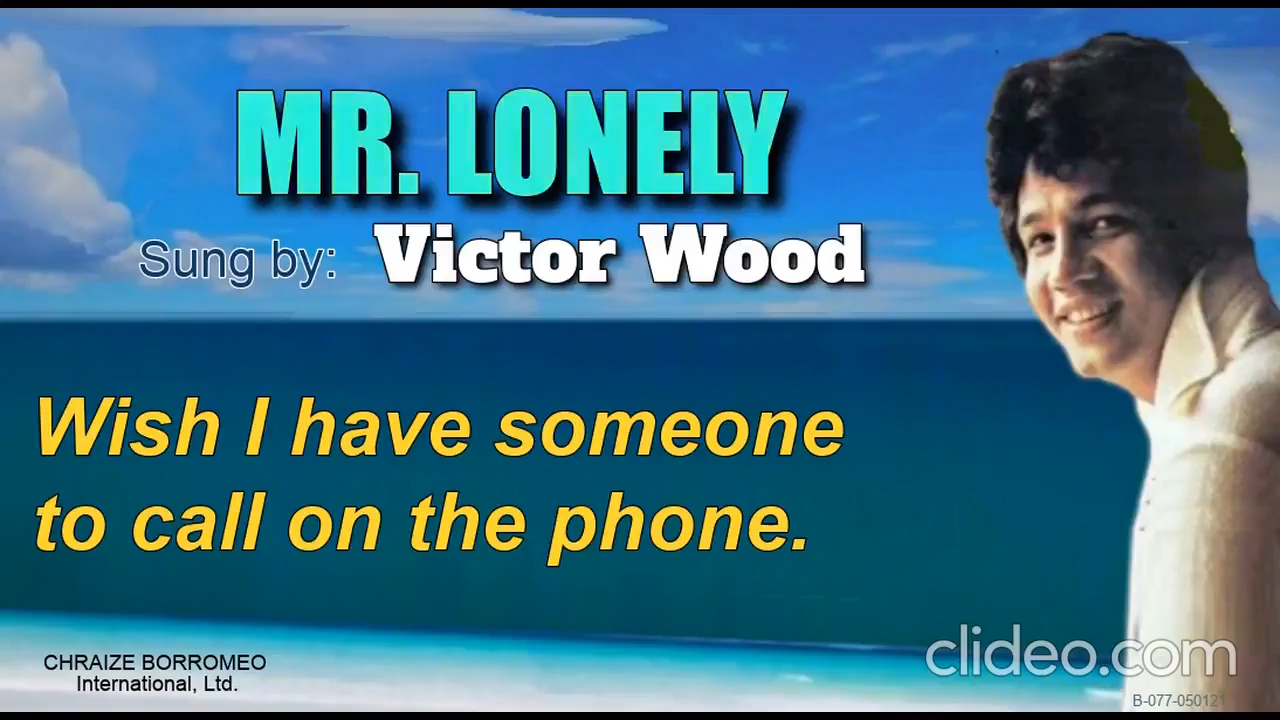 MR. LONELY
Sung by: Victor Wood
Wish I have someone
to call on the phone.
clideo.com
CHRAIZE BORROMEO
International, Ltd.
B-077-050121